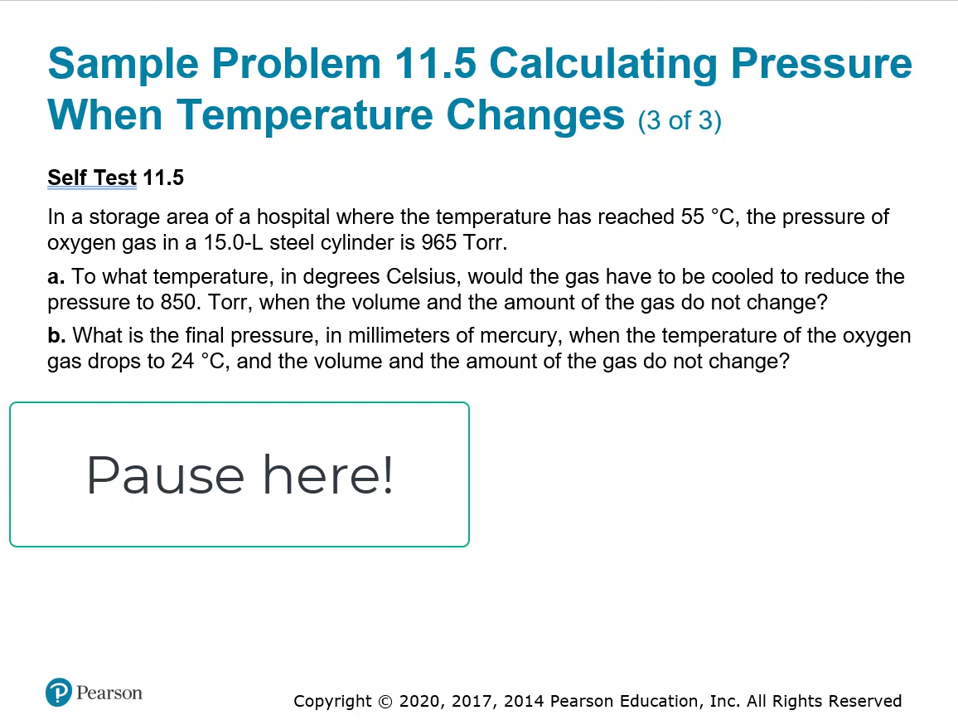 Sample Problem 11.5 Calculating Pressure
When Temperature Changes (3 of 3)
Self Test 11.5
In a storage area of a hospital where the temperature has reached 55 °C, the pressure of
oxygen gas in a 15.0-L steel cylinder is 965 Torr.
a. To what temperature, in degrees Celsius, would the gas have to be cooled to reduce the
pressure to 850. Torr, when the volume and the amount of the gas do not change?
b. What is the final pressure, in millimeters of mercury, when the temperature of the oxygen
gas drops to 24 °C, and the volume and the amount of the gas do not change?
Pause here!
Pearson
Copyright © 2020, 2017, 2014 Pearson Education, Inc. All Rights Reserved